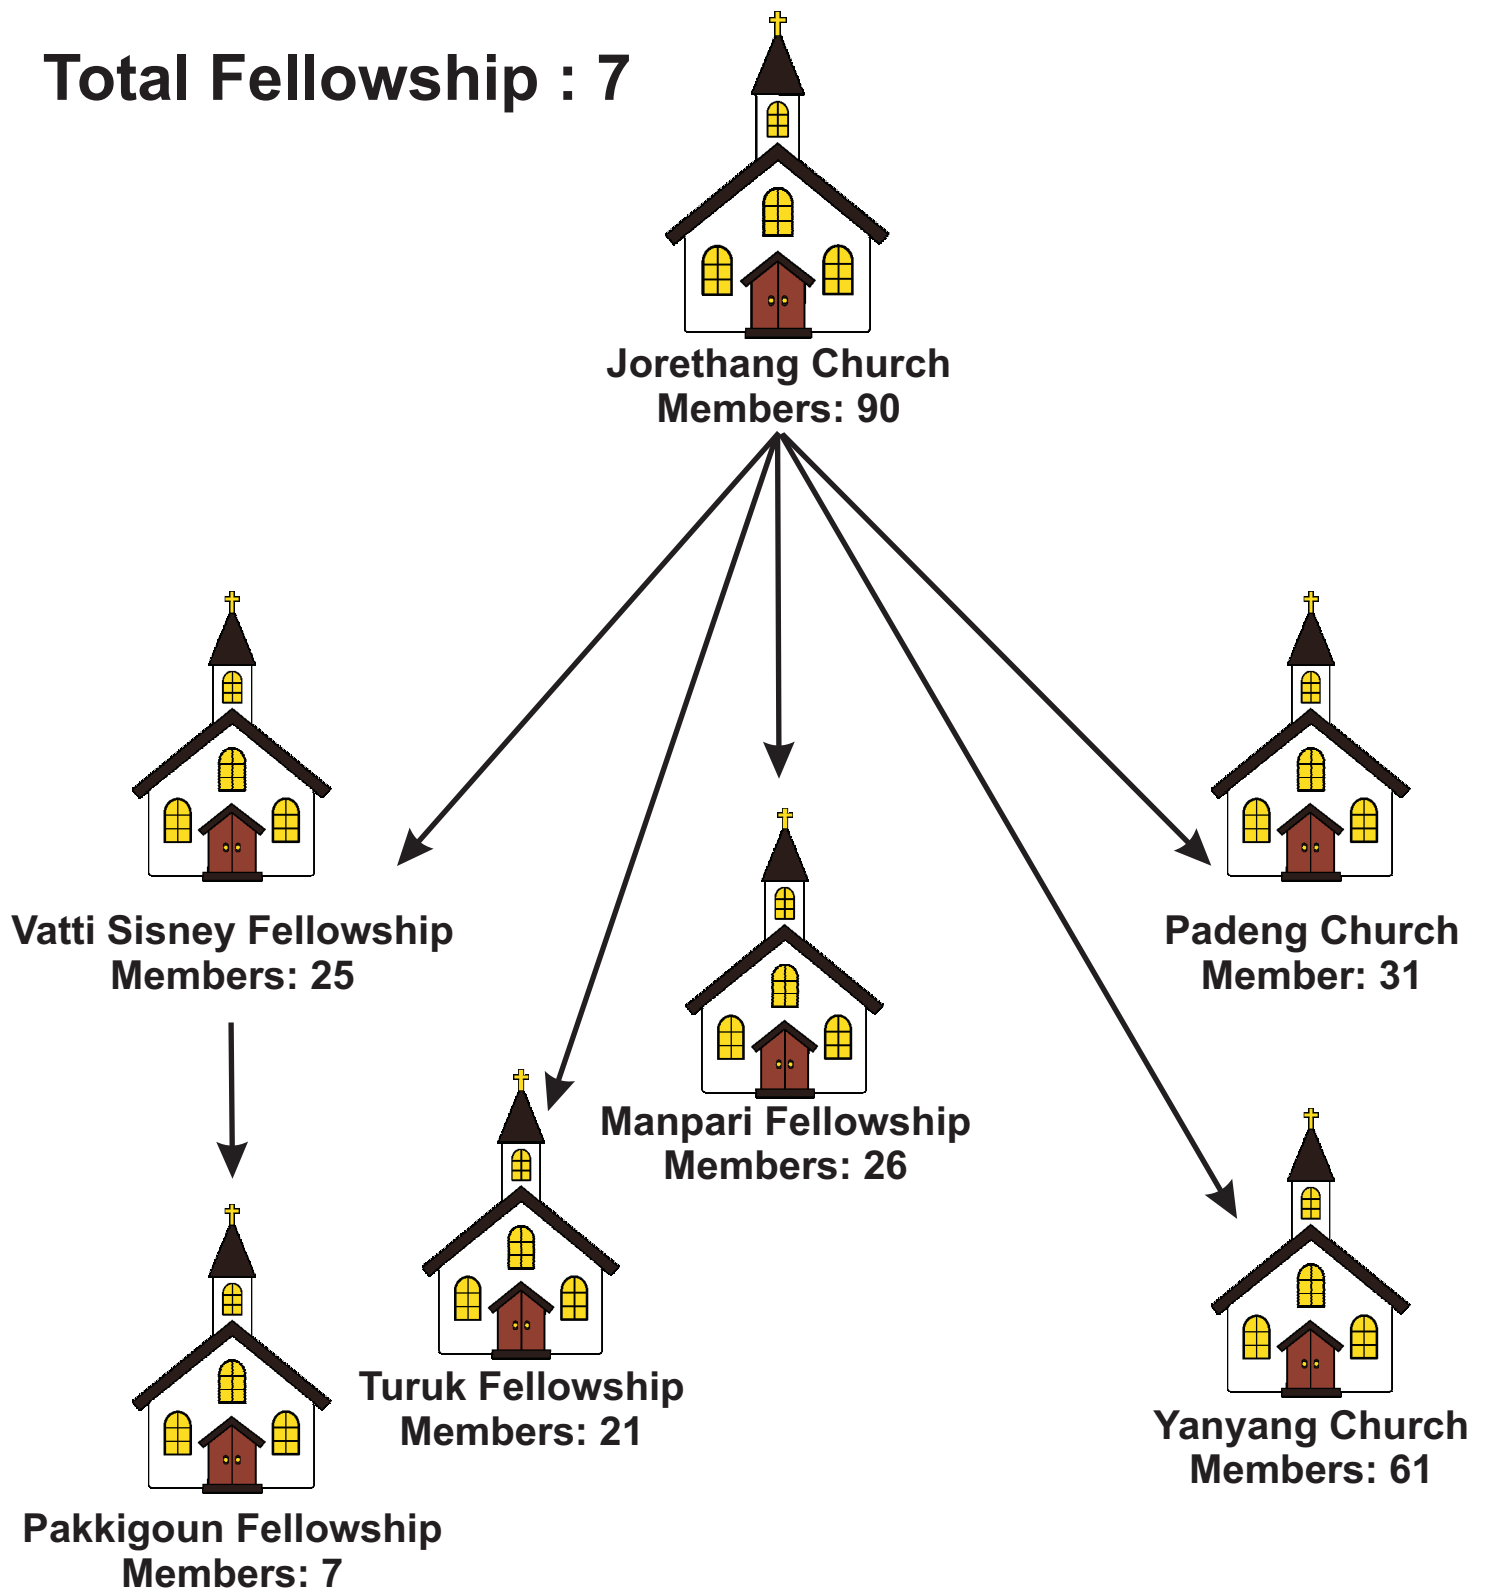 Total Fellowship : 7
Jorethang Church
Members: 90
Vatti Sisney Fellowship
Members: 25
Padeng Church
Member: 31
Manpari Fellowship
Members: 26
Turuk Fellowship
Members: 21
Yanyang Church
Members: 61
Pakkigoun Fellowship
Members: 7